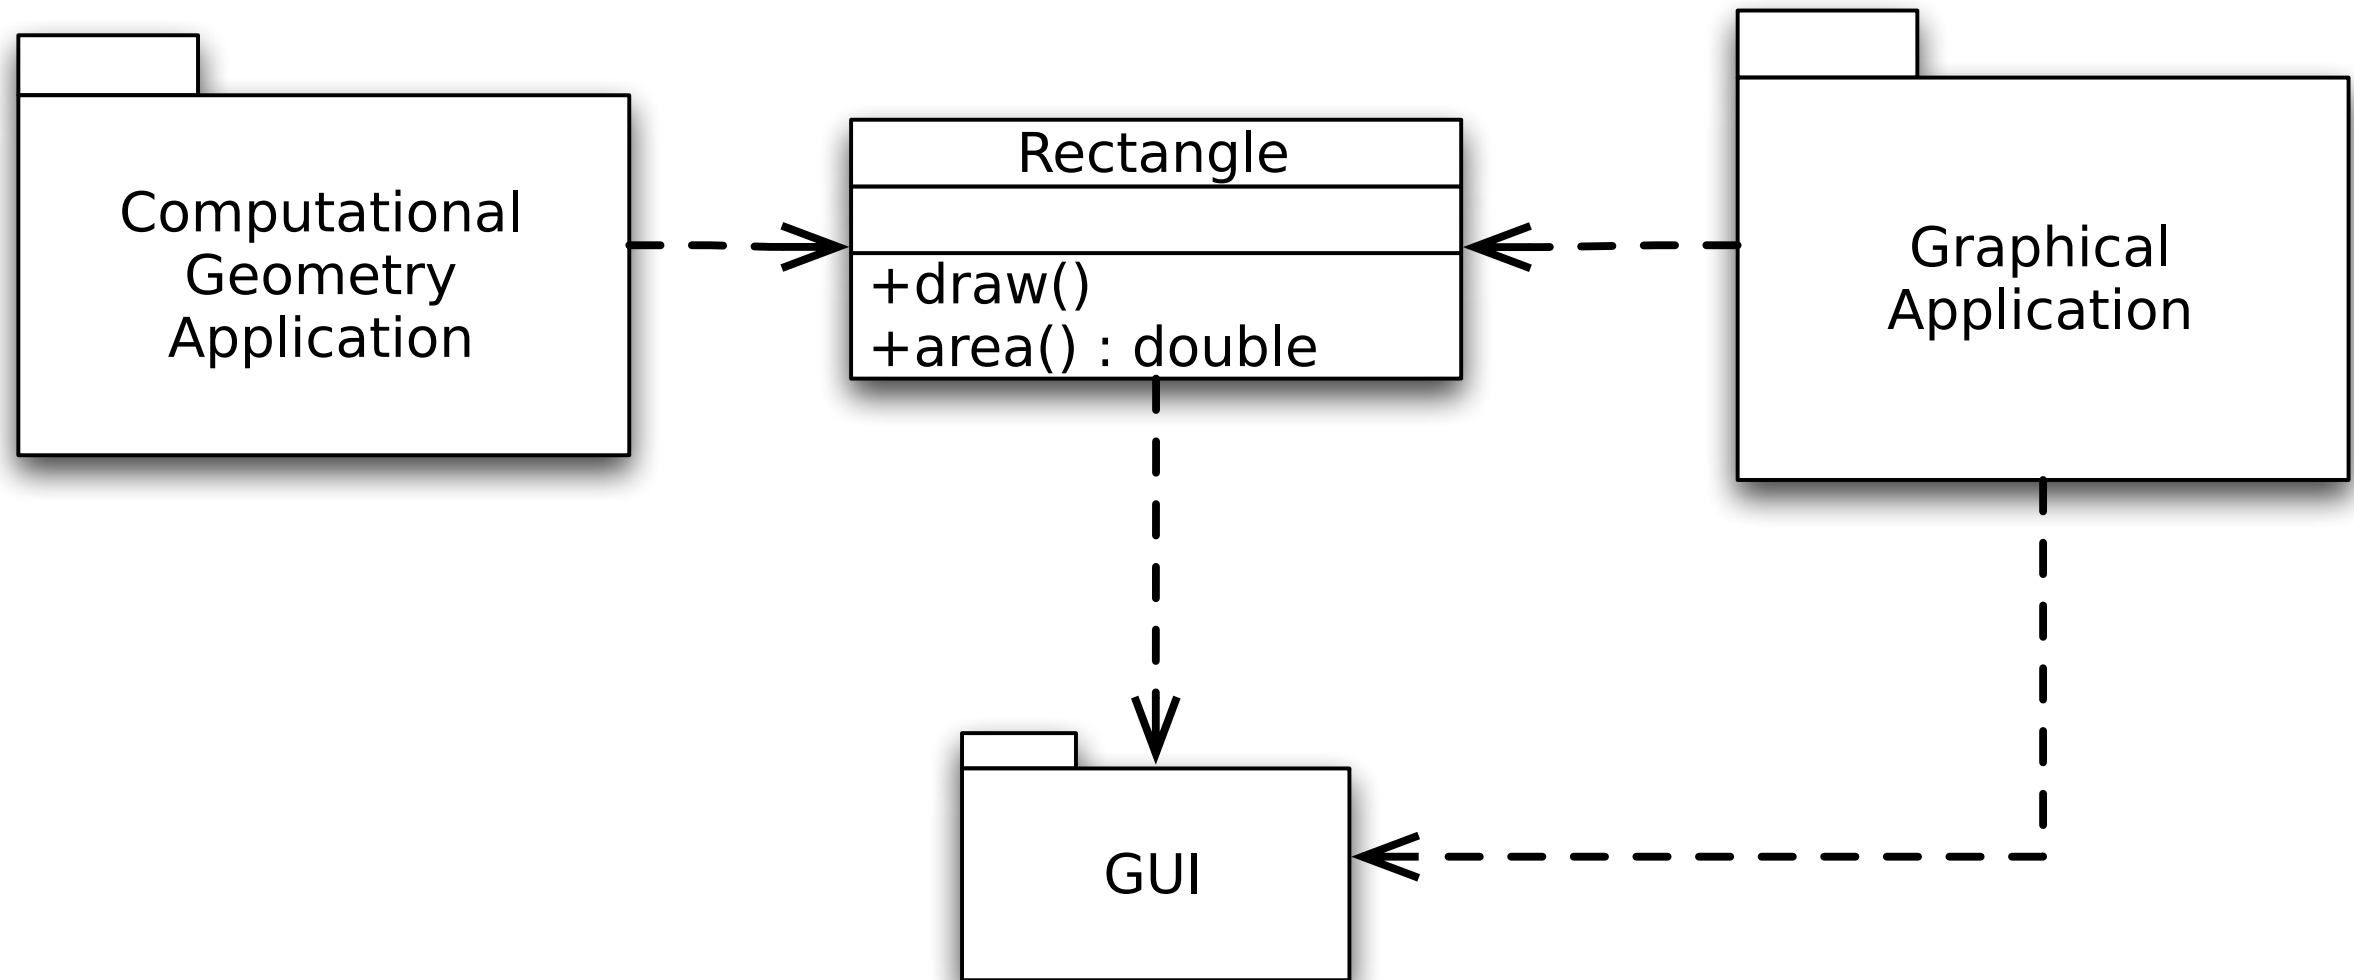 Computational
Geometry
Application
Rectangle
+draw()
+area() : double
Graphical
Application
GUI